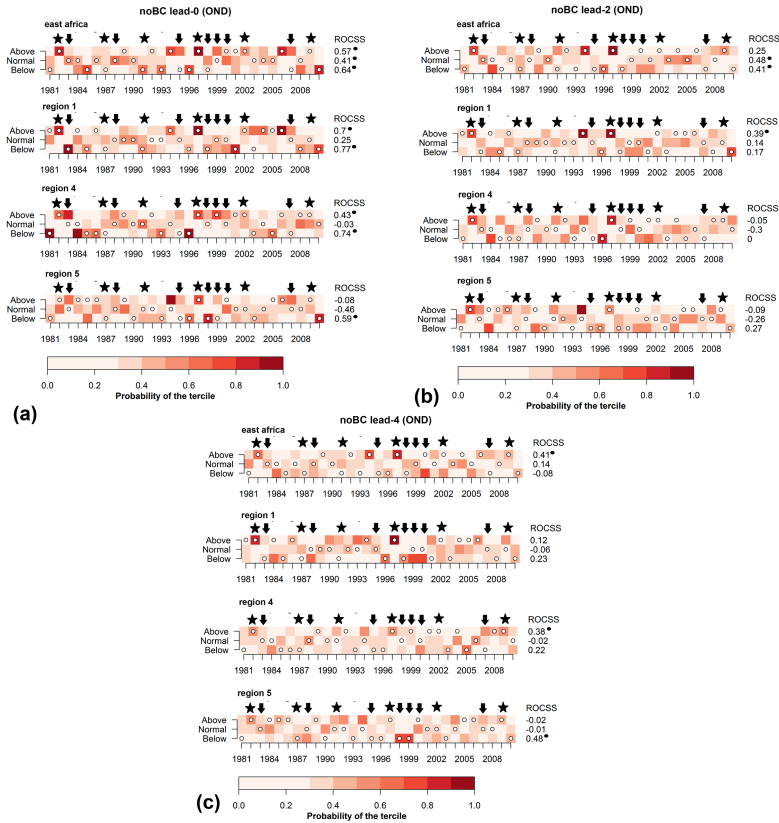 noBC lead-0 (OND)
east africa
ROCSS
Above 0.57
Normal 0.41
Below 0.64
1981 1984 1987 1990 1993 1996 1999 2002 2005 2008
region 1
ROCSS
Above 0.7
Normal 0.25
Below 0.77
1981 1984 1987 1990 1993 1996 1999 2002 2005 2008
region 4
ROCSS
Above 0.43
Normal -0.03
Below 0.74
1981 1984 1987 1990 1993 1996 1999 2002 2005 2008
region 5
ROCSS
Above -0.08
Normal -0.46
Below 0.59
1981 1984 1987 1990 1993 1996 1999 2002 2005 2008
0.0 0.2 0.4 0.6 0.8 1.0
Probability of the tercile
(a)
noBC lead-2 (OND)
east africa
ROCSS
Above 0.25
Normal 0.48
Below 0.41
1981 1984 1987 1990 1993 1996 1999 2002 2005 2008
region 1
ROCSS
Above 0.39
Normal 0.14
Below 0.17
1981 1984 1987 1990 1993 1996 1999 2002 2005 2008
region 4
ROCSS
Above -0.05
Normal -0.3
Below 0
1981 1984 1987 1990 1993 1996 1999 2002 2005 2008
region 5
ROCSS
Above -0.09
Normal -0.26
Below 0.27
1981 1984 1987 1990 1993 1996 1999 2002 2005 2008
0.0 0.2 0.4 0.6 0.8 1.0
Probability of the tercile
(b)
noBC lead-4 (OND)
east africa
ROCSS
Above 0.41
Normal 0.14
Below -0.08
1981 1984 1987 1990 1993 1996 1999 2002 2005 2008
region 1
ROCSS
Above 0.12
Normal -0.06
Below 0.23
1981 1984 1987 1990 1993 1996 1999 2002 2005 2008
region 4
ROCSS
Above 0.38
Normal -0.02
Below 0.22
1981 1984 1987 1990 1993 1996 1999 2002 2005 2008
region 5
ROCSS
Above -0.02
Normal -0.01
Below 0.48
1981 1984 1987 1990 1993 1996 1999 2002 2005 2008
0.0 0.2 0.4 0.6 0.8 1.0
Probability of the tercile
(c)